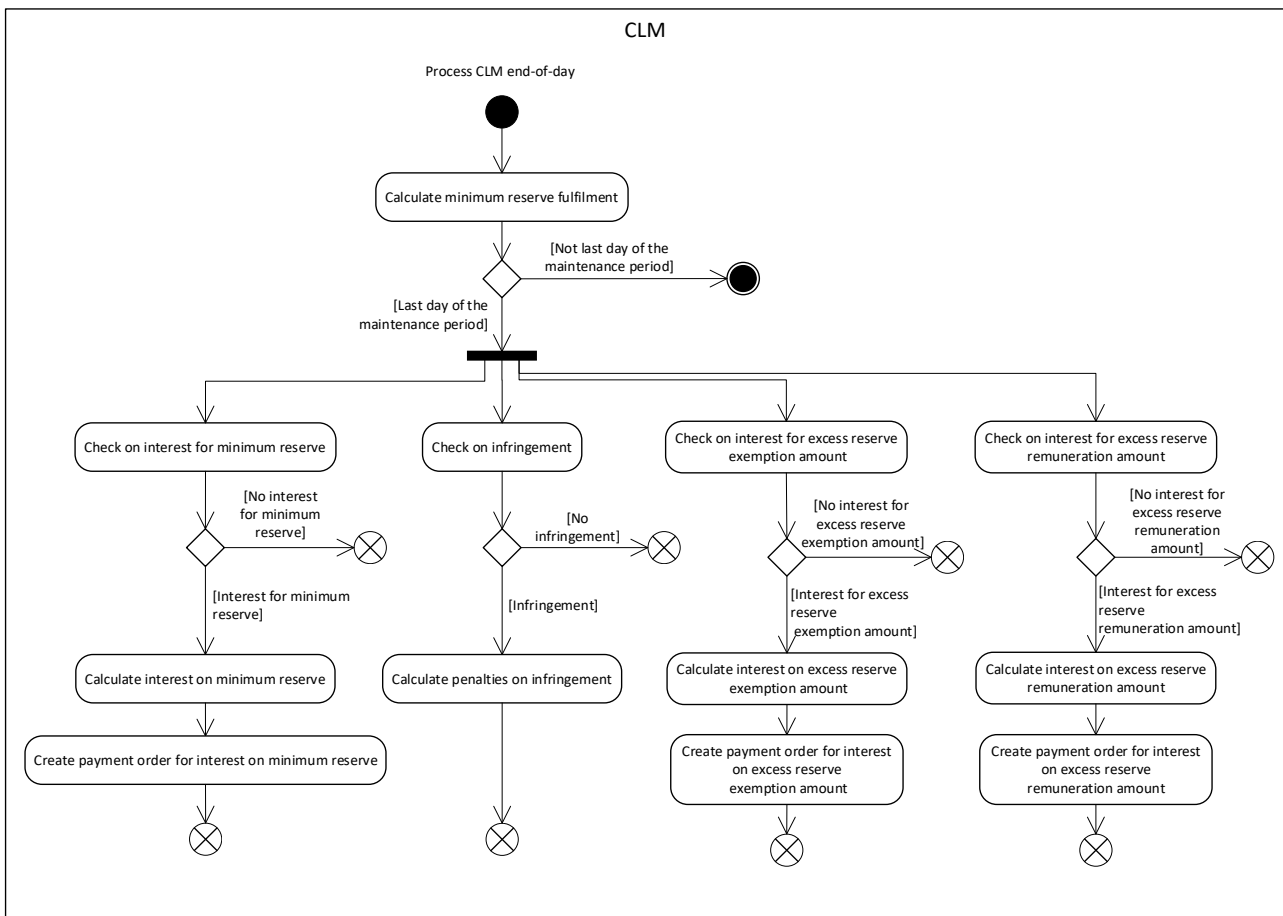 CLM
Process CLM end-of-day
Calculate minimum reserve fulfilment
[Not last day of the
maintenance period]
[Last day of the
maintenance period]
Check on interest for minimum reserve
Check on infringement
Check on interest for excess reserve
exemption amount
Check on interest for excess reserve
remuneration amount
[No interest
for minimum
reserve]
[No
infringement]
[No interest for
excess reserve
exemption amount]
[No interest for
excess reserve
remuneration
amount]
[Interest for minimum
reserve]
[Infringement]
[Interest for excess
reserve
exemption amount]
[Interest for excess
reserve
remuneration amount]
Calculate interest on minimum reserve
Calculate penalties on infringement
Calculate interest on excess reserve
exemption amount
Calculate interest on excess reserve
remuneration amount
Create payment order for interest on minimum reserve
Create payment order for interest
on excess reserve
exemption amount
Create payment order for interest
on excess reserve
remuneration amount